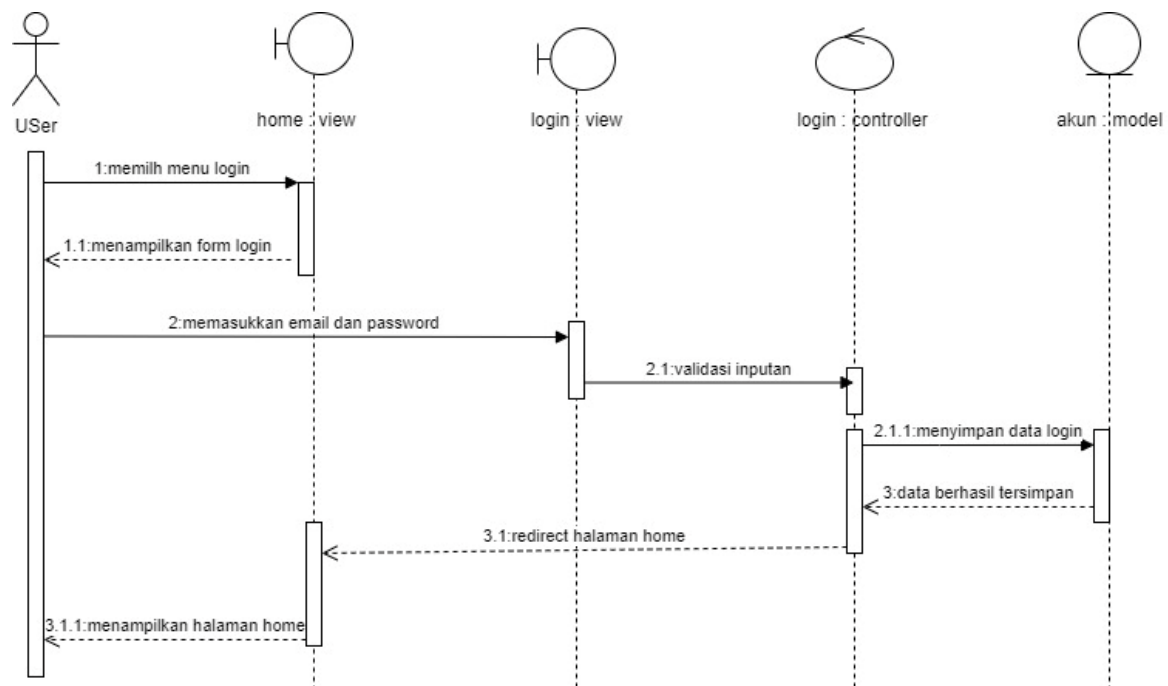 USer
home : view
login : view
login : controller
akun : model
1:memilh menu login
1.1:menampilkan form login
2:memasukkan email dan password
2.1:validasi inputan
2.1.1:menyimpan data login
3:data berhasil tersimpan
3.1:redirect halaman home
3.1.1:menampilkan halaman home